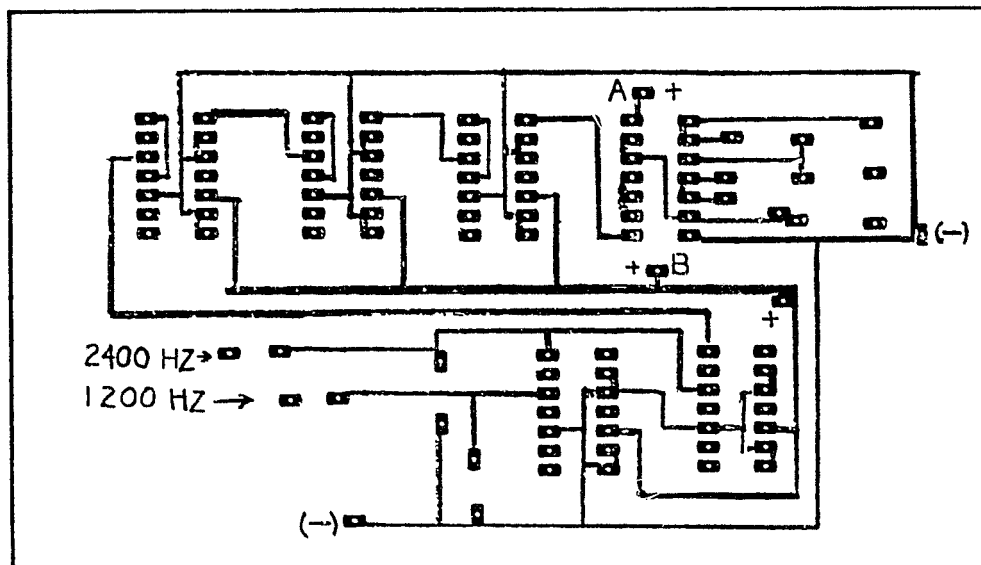 A +
(—)
+ B
+
2400 HZ→
1200 HZ →
(—)